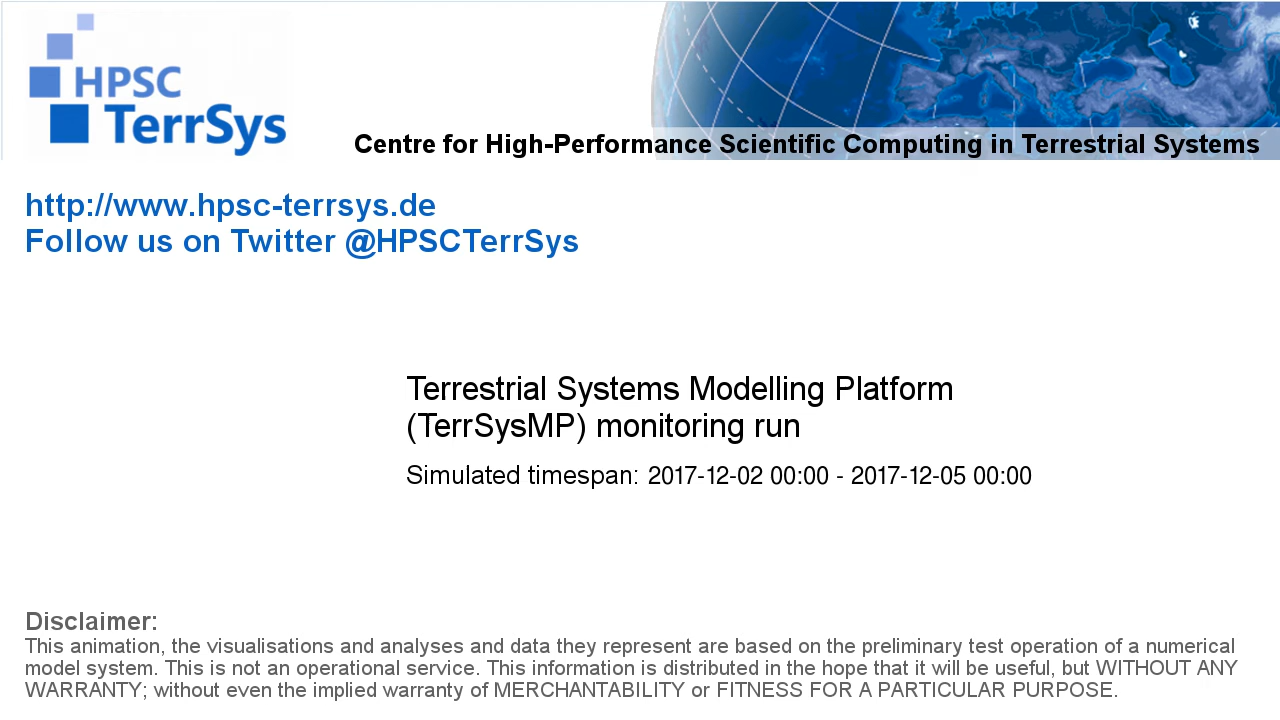 HPSC
TerrSys
Centre for High-Performance Scientific Computing in Terrestrial Systems
http://www.hpsc-terrsys.de
Follow us on Twitter @HPSCTerrSys
Terrestrial Systems Modelling Platform
(TerrSysMP) monitoring run
Simulated timespan: 2017-12-02 00:00 - 2017-12-05 00:00
Disclaimer:
This animation, the visualisations and analyses and data they represent are based on the preliminary test operation of a numerical
model system. This is not an operational service. This information is distributed in the hope that it will be useful, but WITHOUT ANY
WARRANTY; without even the implied warranty of MERCHANTABILITY or FITNESS FOR A PARTICULAR PURPOSE.